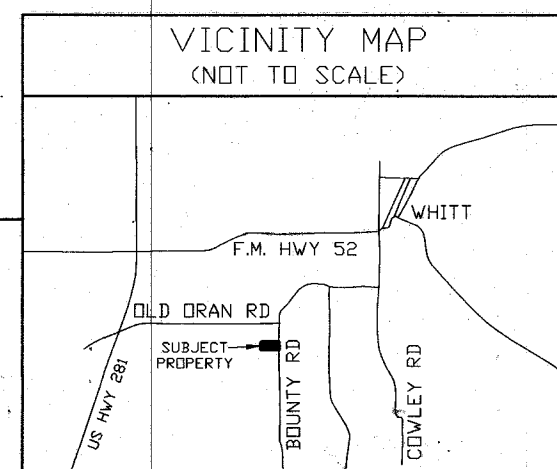 VICINITY MAP
(NOT TO SCALE)
WHITT
F.M. HWY 52
OLD ORAN RD
SUBJECT
PROPERTY
US HWY 281
BOUNTY RD
COWLEY RD